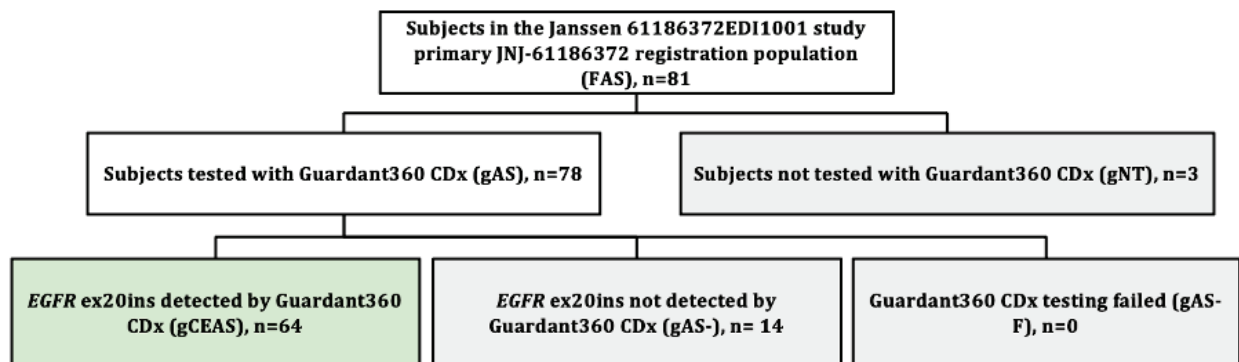 Subjects in the Janssen 61186372EDI1001 study
primary JNJ-61186372 registration population
(FAS), n=81
Subjects tested with Guardant360 CDx (gAS), n=78
Subjects not tested with Guardant360 CDx (gNT), n=3
EGFR ex20ins detected by Guardant360
CDx (gCEAS), n=64
EGFR ex20ins not detected by
Guardant360 CDx (gAS-), n= 14
Guardant360 CDx testing failed (gAS-
F), n=0